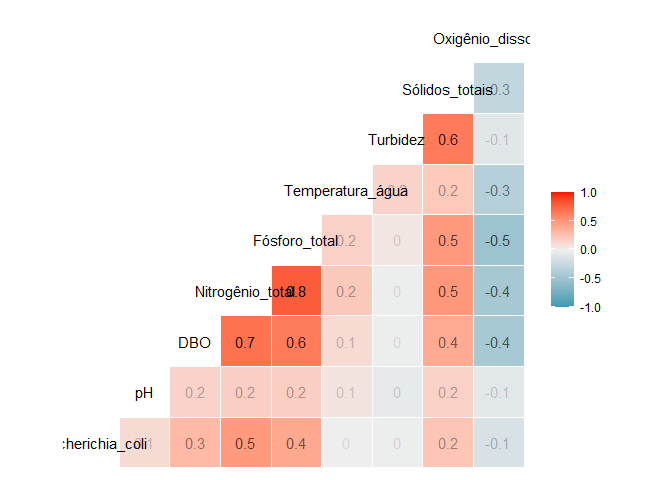 Oxigênio_disso
Sólidos_totais -0.3
Turbidez 0.6 -0.1
Temperatura_água 0.2 -0.3
Fósforo_total 0.2 0 0.5 -0.5
Nitrogênio_total 0.8 0.2 0 0.5 -0.4
DBO 0.7 0.6 0.1 0 0.4 -0.4
pH 0.2 0.2 0.2 0.1 0 0.2 -0.1
cherichia_coli 0.1 0.3 0.5 0.4 0 0 0.2 -0.1
1.0
0.5
0.0
-0.5
-1.0